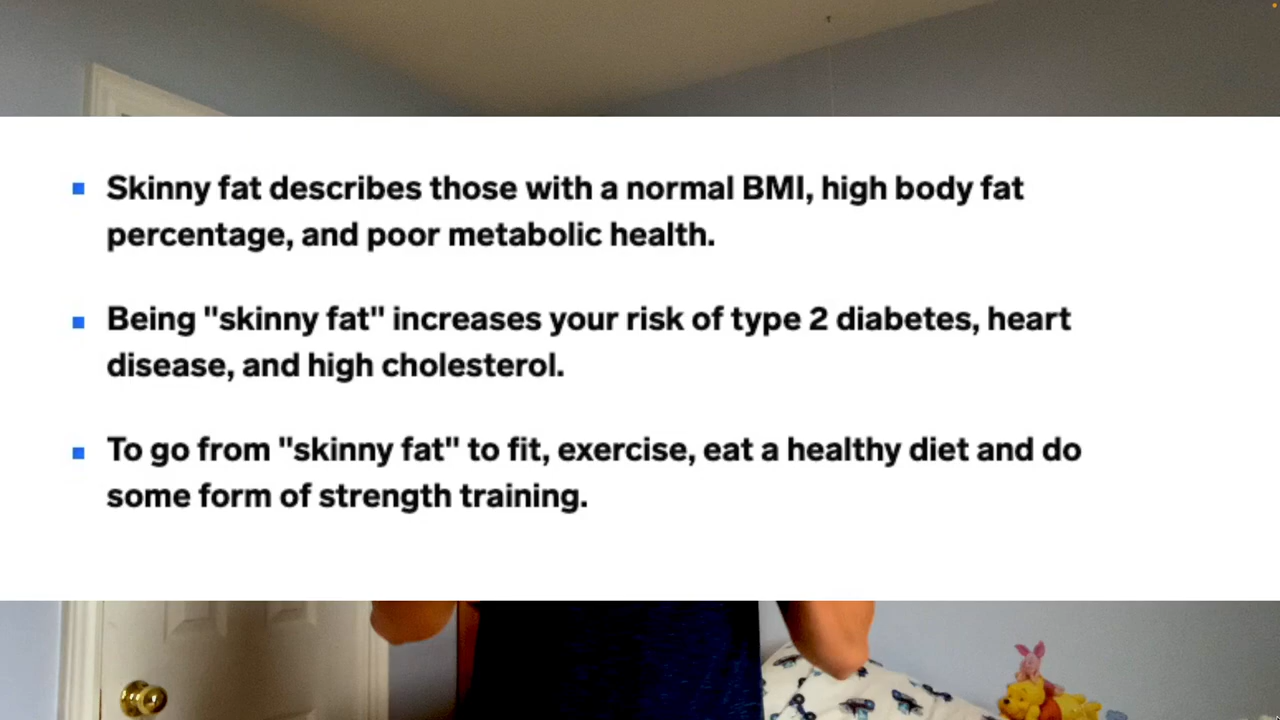 Skinny fat describes those with a normal BMI, high body fat
percentage, and poor metabolic health.
Being "skinny fat" increases your risk of type 2 diabetes, heart
disease, and high cholesterol.
To go from "skinny fat" to fit, exercise, eat a healthy diet and do
some form of strength training.